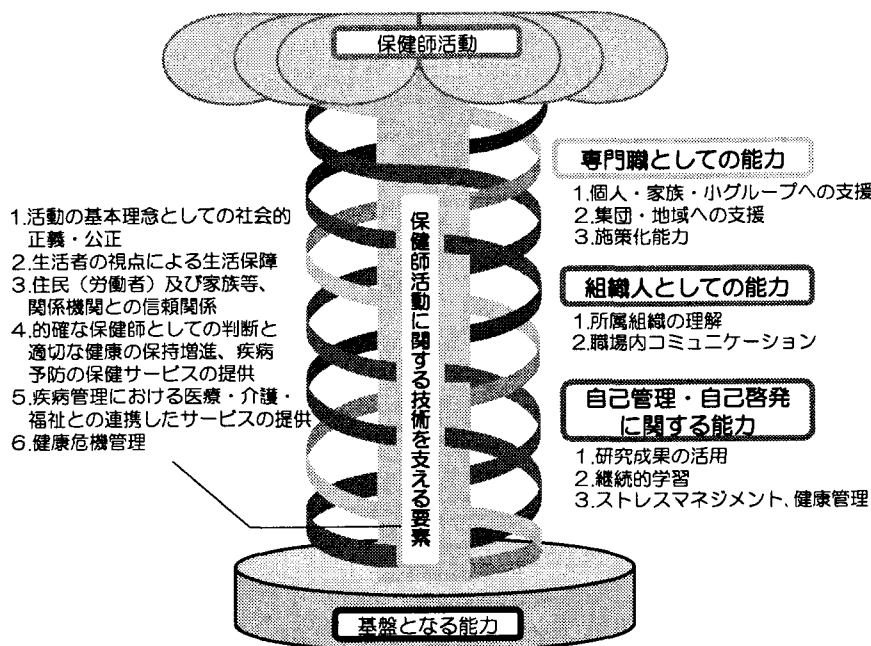 保健師活動
1.活動の基本理念としての社会的
正義・公正
2.生活者の視点による生活保障
3.住民（労働者）及び家族等、
関係機関との信頼関係
4.的確な保健師としての判断と
適切な健康の保持増進、疾病
予防の保健サービスの提供
5.疾病管理における医療・介護・
福祉との連携したサービスの提供
6.健康危機管理
保健師活動に関する技術を支える要素
専門職としての能力
1.個人・家族・小グループへの支援
2.集団・地域への支援
3.施策化能力
組織人としての能力
1.所属組織の理解
2.職場内コミュニケーション
自己管理・自己啓発
に関する能力
1.研究成果の活用
2.継続的学習
3.ストレスマネジメント、健康管理
基盤となる能力